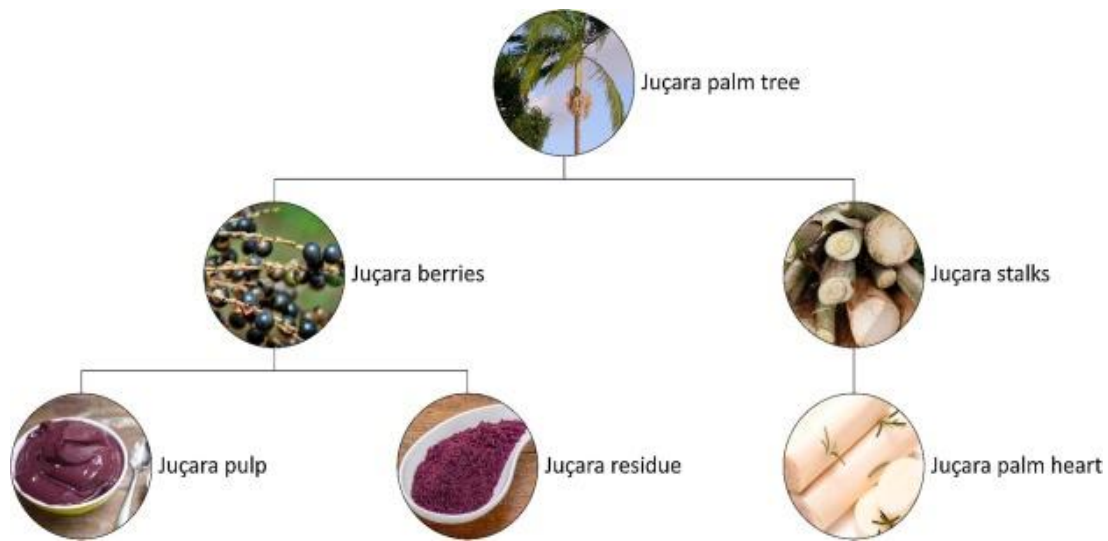 Juçara palm tree
Juçara berries
Juçara stalks
Juçara pulp
Juçara residue
Juçara palm heart